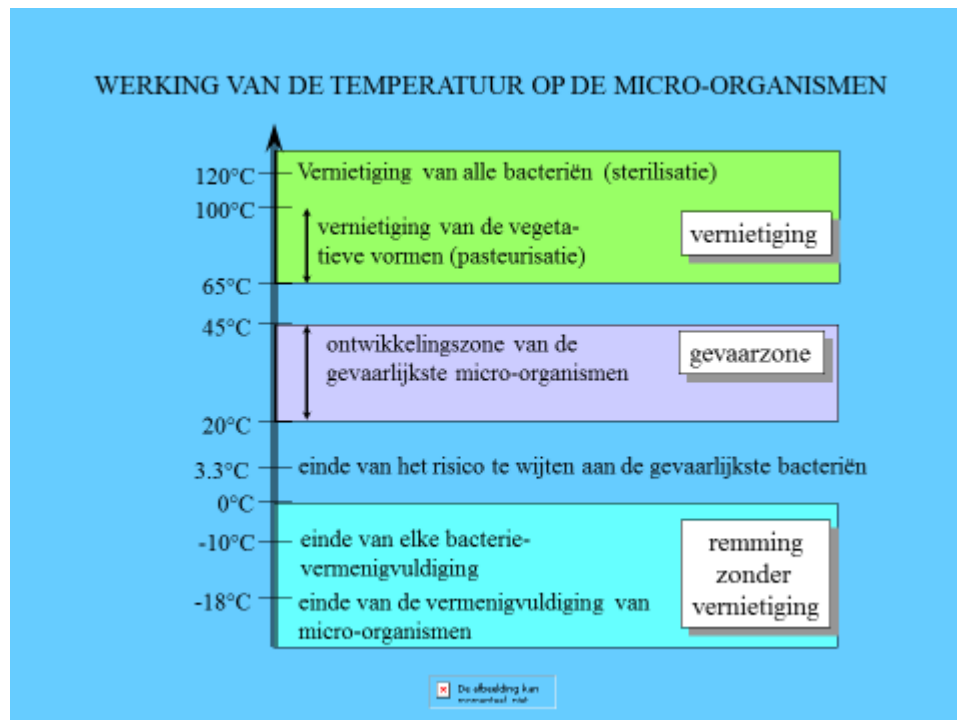 WERKING VAN DE TEMPERATUUR OP DE MICRO-ORGANISMEN
120°C
Vernietiging van alle bacteriën (sterilisatie)
100°C
vernietiging van de vegeta-
tieve vormen (pasteurisatie)
vernietiging
65°C
45°C
ontwikkelingszone van de
gevaarlijkste micro-organismen
gevaarzone
20°C
3.3°C
einde van het risico te wijten aan de gevaarlijkste bacteriën
0°C
-10°C
einde van elke bacterie-
vermenigvuldiging
-18°C
einde van de vermenigvuldiging van
micro-organismen
remming
zonder
vernietiging
De afbeelding kan